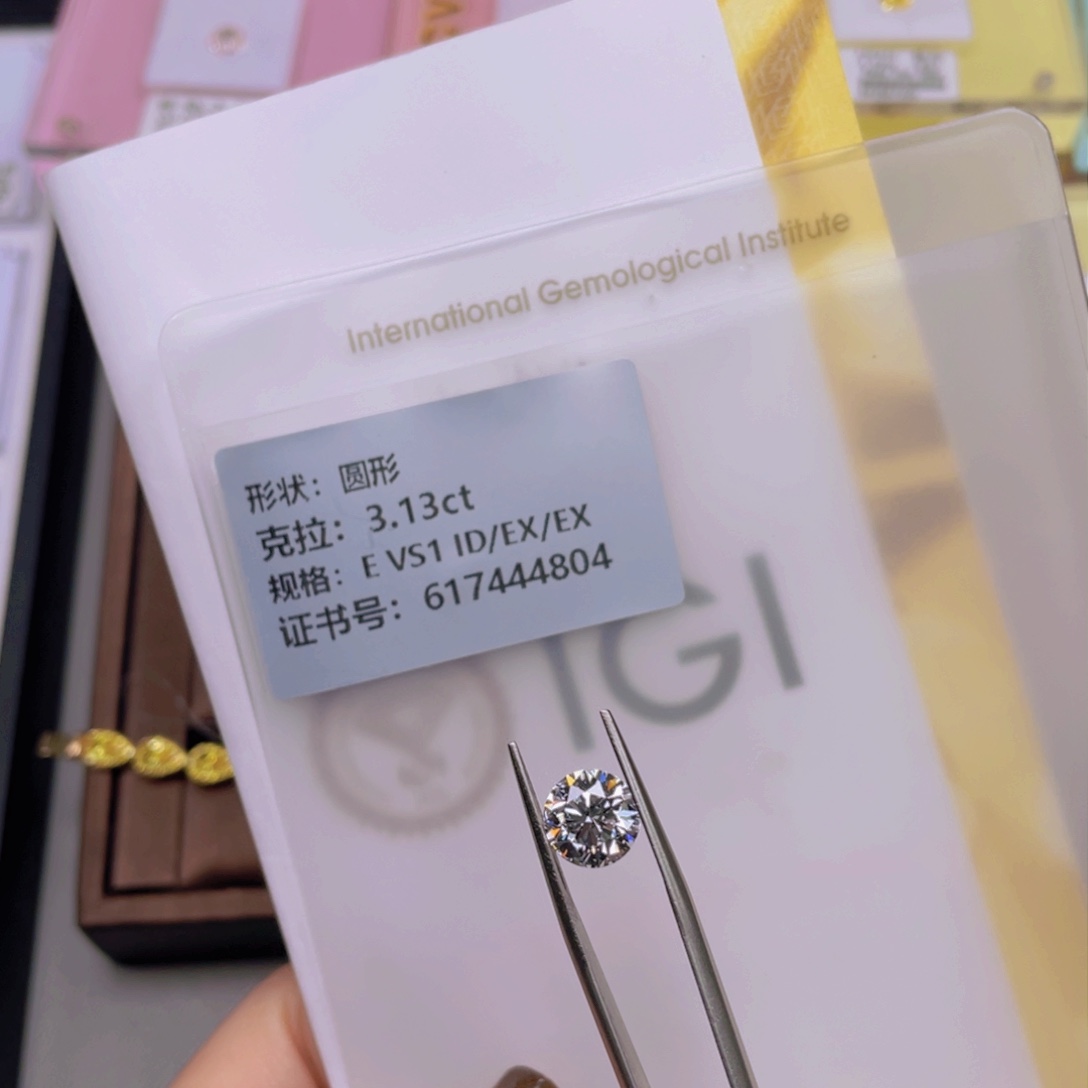 International Gemological Institute
形状：圆形
克拉：3.13ct
规格：E VS1 ID/EX/EX
证书号：617444804
IGI